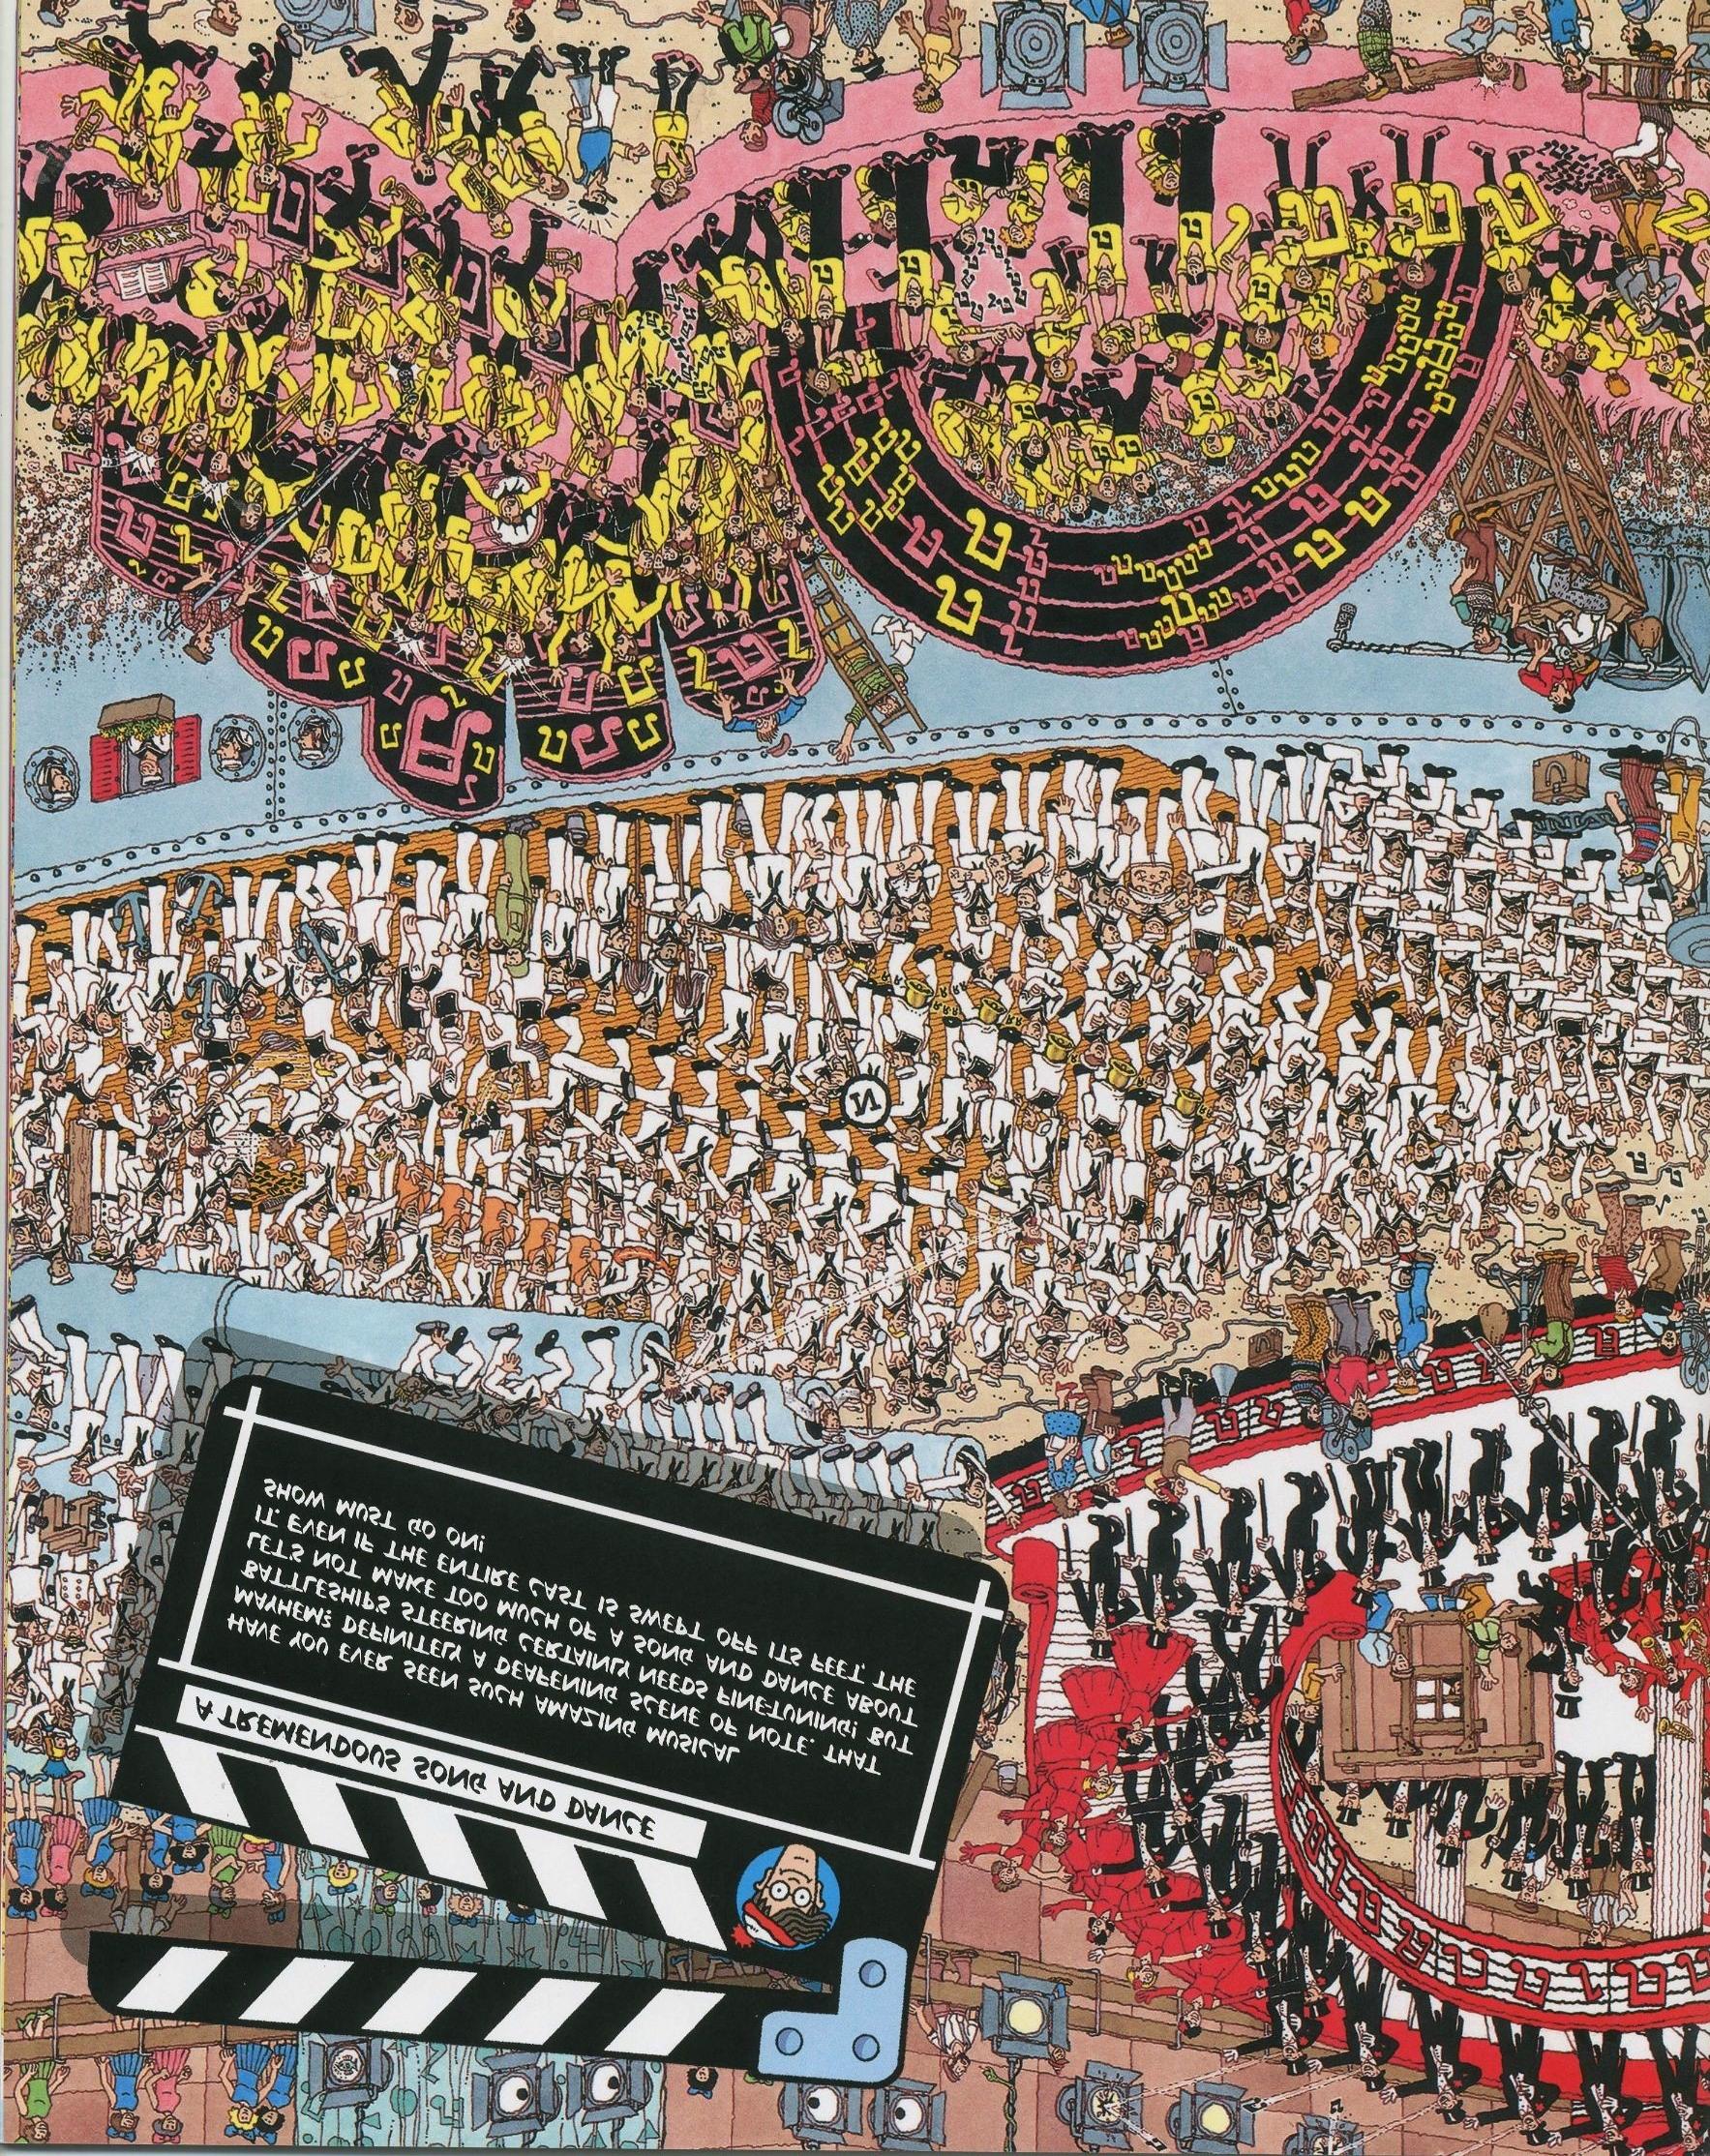 A TREMENDOUS SONG AND DANCE
HAVE YOU EVER SEEN SUCH AMAZING MUSICAL
MAYHEM? DEFINITELY A DEAFENING SCENE OF NOTE. THAT
BATTLESHIP'S STEERING CERTAINLY NEEDS FINETUNING! BUT
LET'S NOT MAKE TOO MUCH OF A SONG AND DANCE ABOUT
IT. EVEN IF THE ENTIRE CAST IS SWEPT OFF ITS FEET, THE
SHOW MUST GO ON!
N